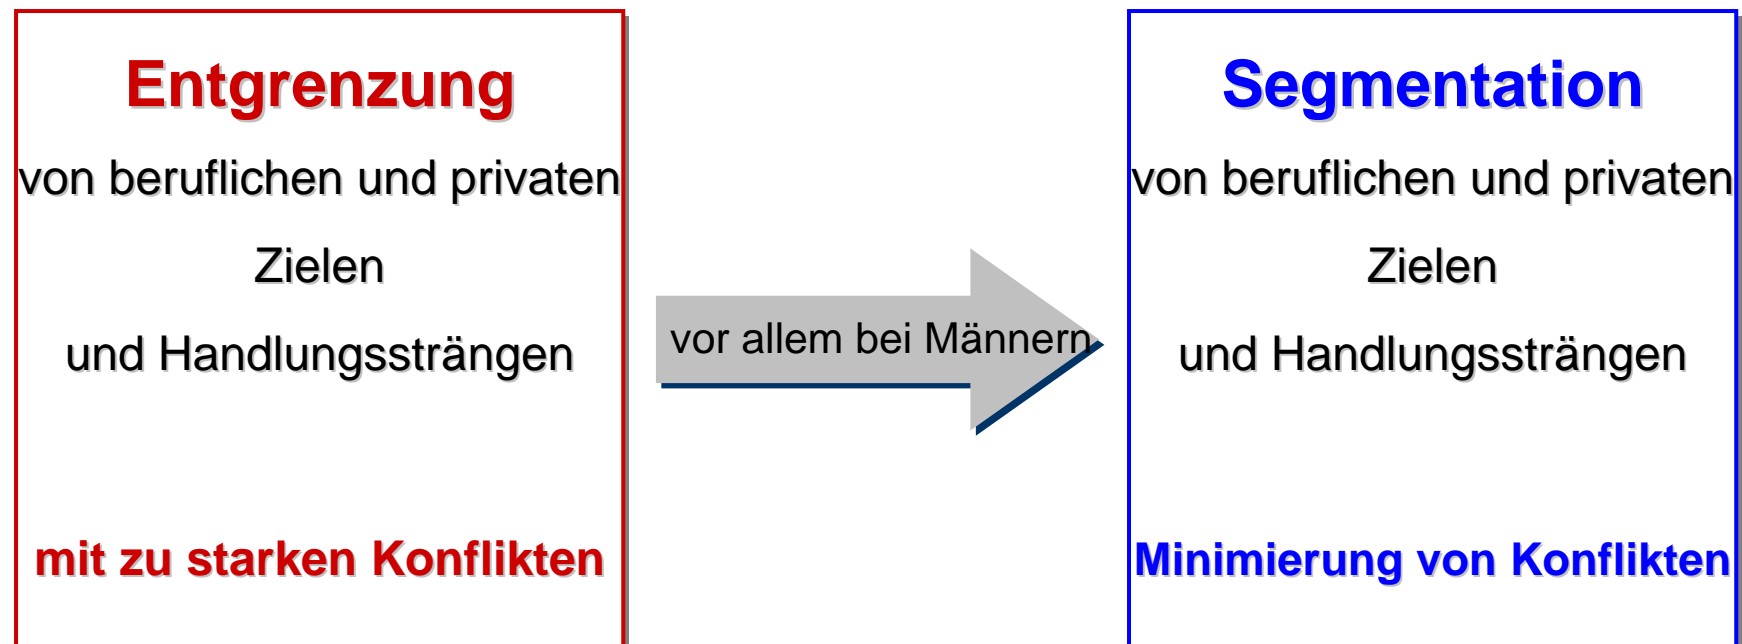 Entgrenzung
von beruflichen und privaten
Zielen
und Handlungssträngen
mit zu starken Konflikten
vor allem bei Männern
Segmentation
von beruflichen und privaten
Zielen
und Handlungssträngen
Minimierung von Konflikten